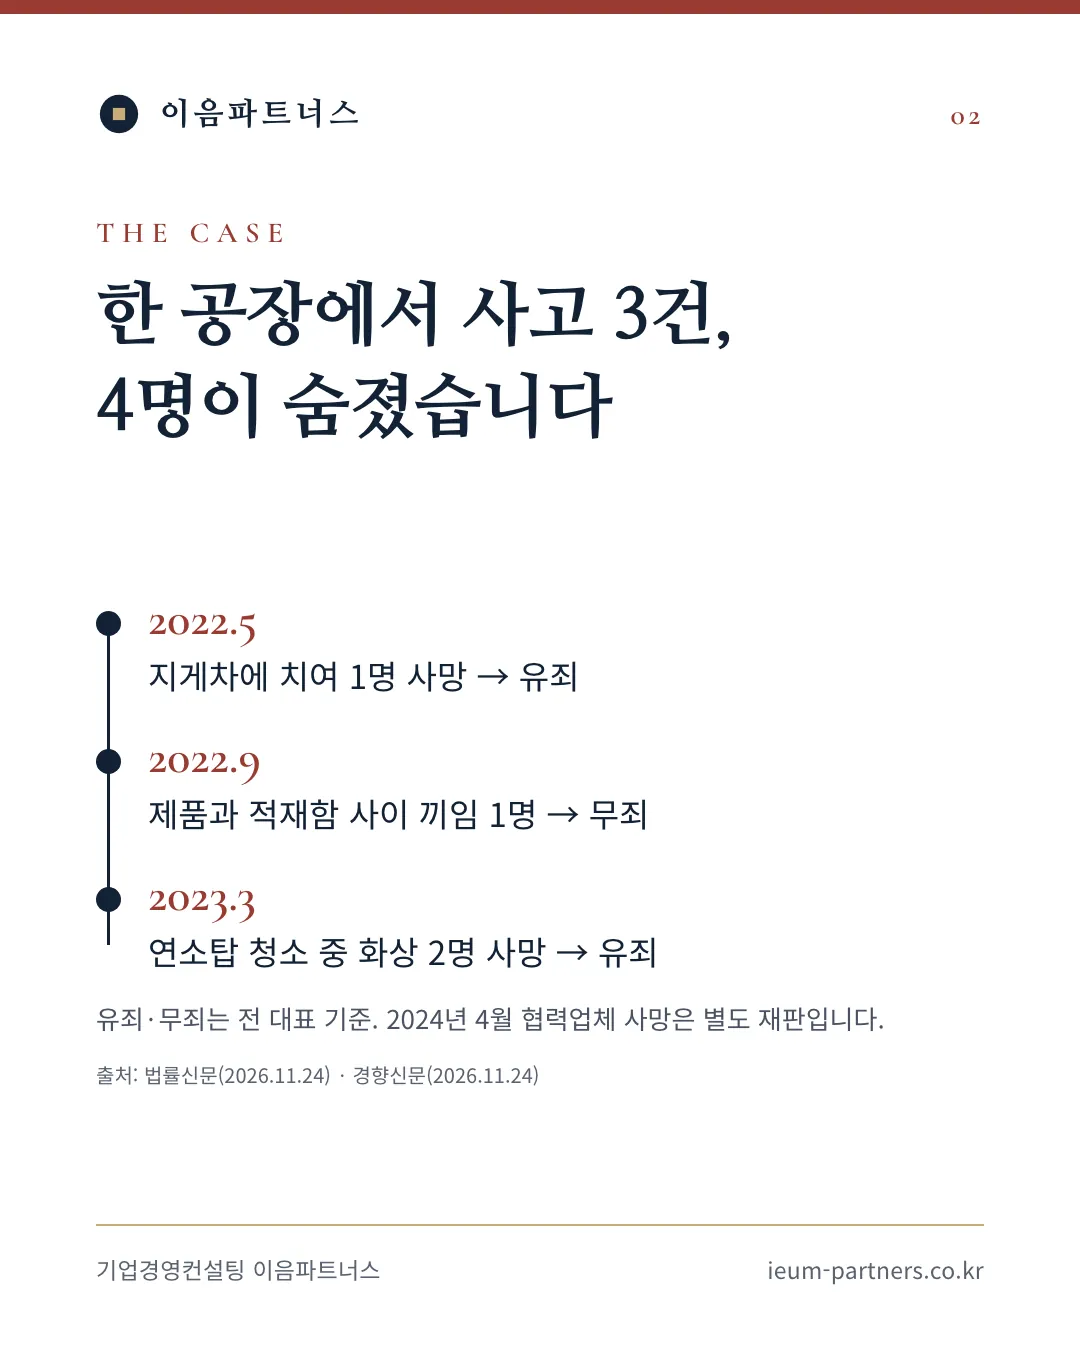 이음파트너스
02
THE CASE
한 공장에서 사고 3건,
4명이 숨졌습니다
2022.5
지게차에 치여 1명 사망 → 유죄
2022.9
제품과 적재함 사이 끼임 1명 → 무죄
2023.3
연소탑 청소 중 화상 2명 사망 → 유죄
유죄·무죄는 전 대표 기준. 2024년 4월 협력업체 사망은 별도 재판입니다.
출처: 법률신문(2026.11.24) · 경향신문(2026.11.24)
기업경영컨설팅 이음파트너스
ieum-partners.co.kr